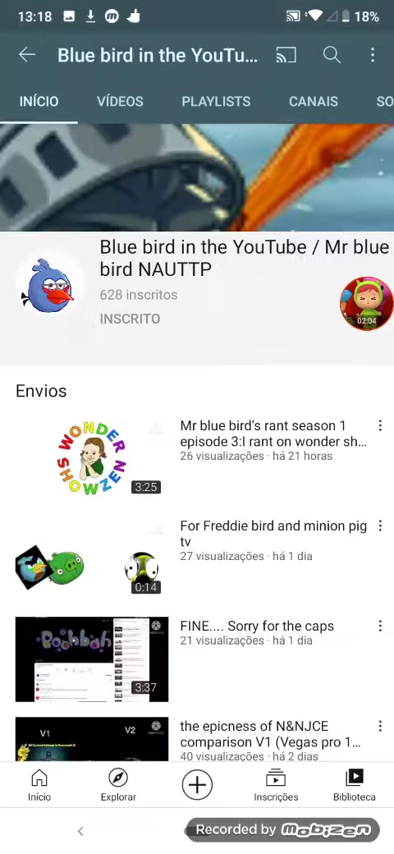 13:18
18%
Blue bird in the YouTu...
INÍCIO VÍDEOS PLAYLISTS CANAIS SO
Blue bird in the YouTube / Mr blue
bird NAUTTP
628 inscritos
INSCRITO
02:04
Envios
WONDER
SHOWZEN
3:25
Mr blue bird's rant season 1
episode 3:I rant on wonder sh...
26 visualizações · há 21 horas
0:14
For Freddie bird and minion pig
tv
27 visualizações · há 1 dia
Boohbah
3:37
FINE.... Sorry for the caps
21 visualizações · há 1 dia
V1 V2
the epicness of N&NJCE
comparison V1 (Vegas pro 1...
40 visualizações · há 2 dias
Início Explorar Inscrições Biblioteca
Recorded by mobizen